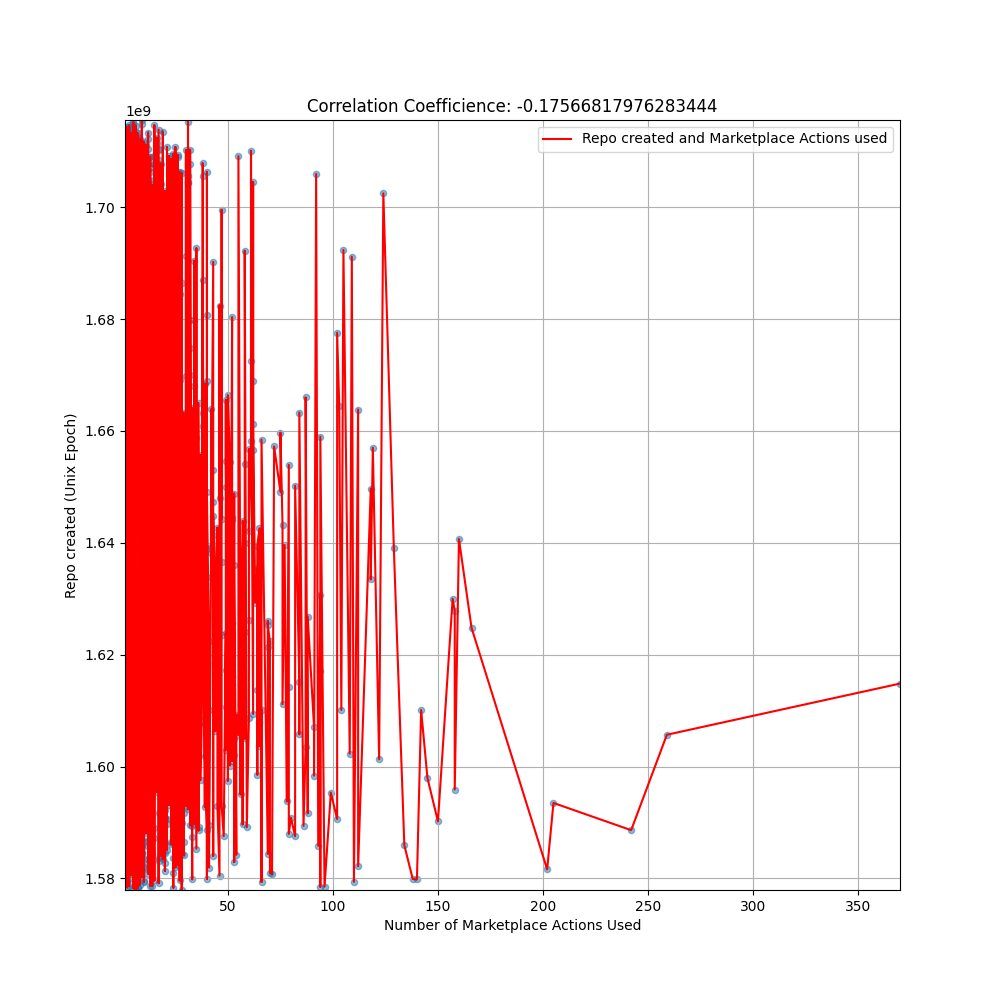 Correlation Coefficience: -0.17566817976283444
1e9
Repo created and Marketplace Actions used
1.70
1.68
1.66
1.64
1.62
1.60
1.58
Repo created (Unix Epoch)
50 100 150 200 250 300 350
Number of Marketplace Actions Used